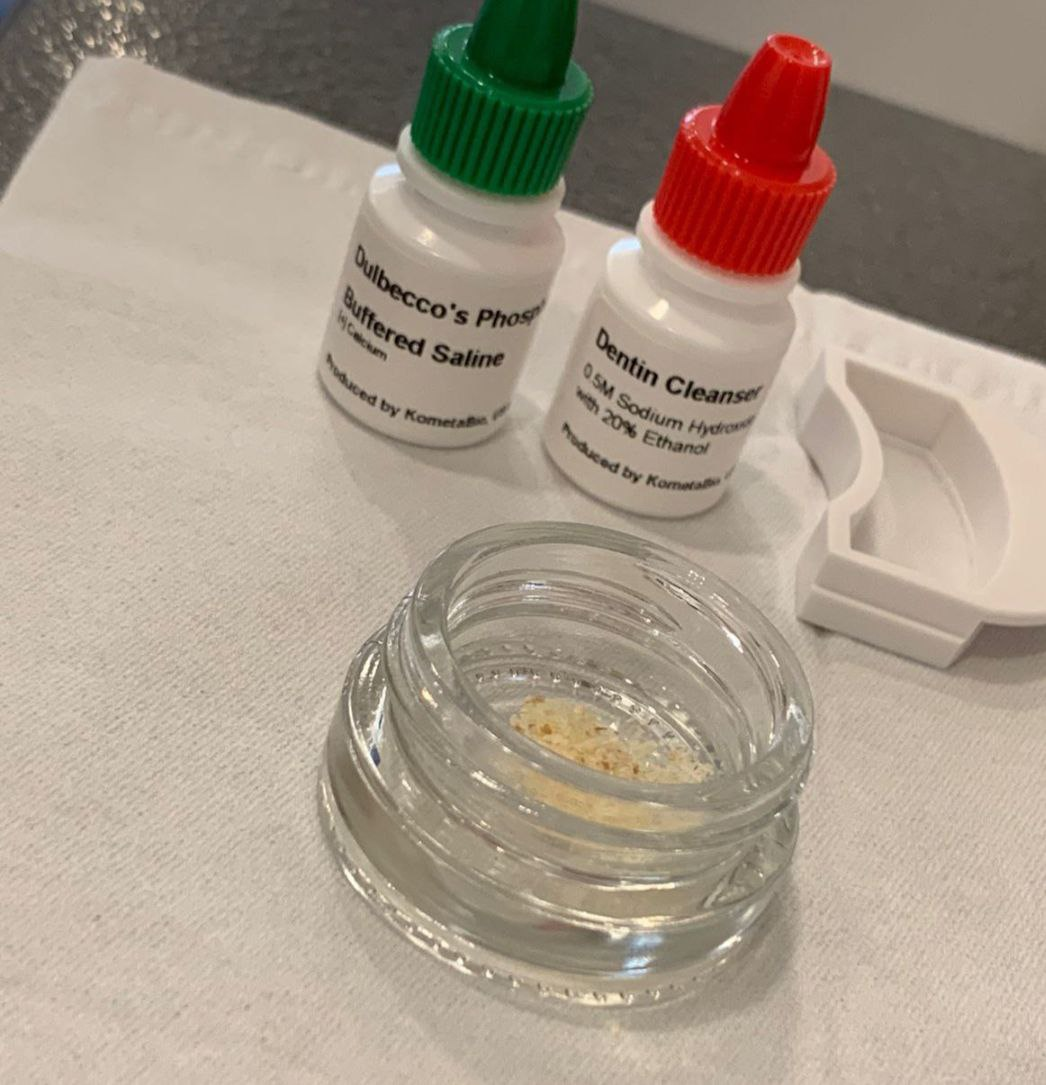 Dulbecco's Phosp
Buffered Saline
(+) Calcium
Produced by KometaBio,
Dentin Cleanser
0.5M Sodium Hydroxide
with 20% Ethanol
Produced by KometaBio,